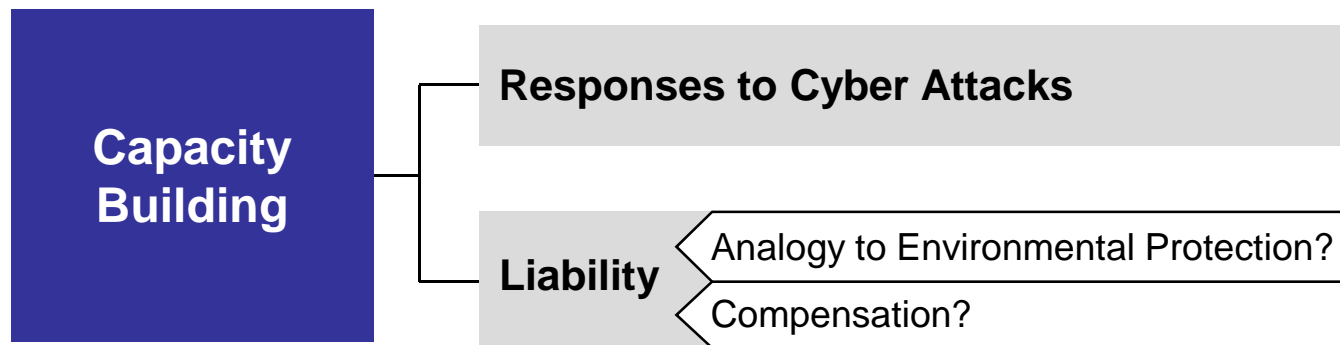 Capacity
Building
Responses to Cyber Attacks
Liability
Analogy to Environmental Protection?
Compensation?